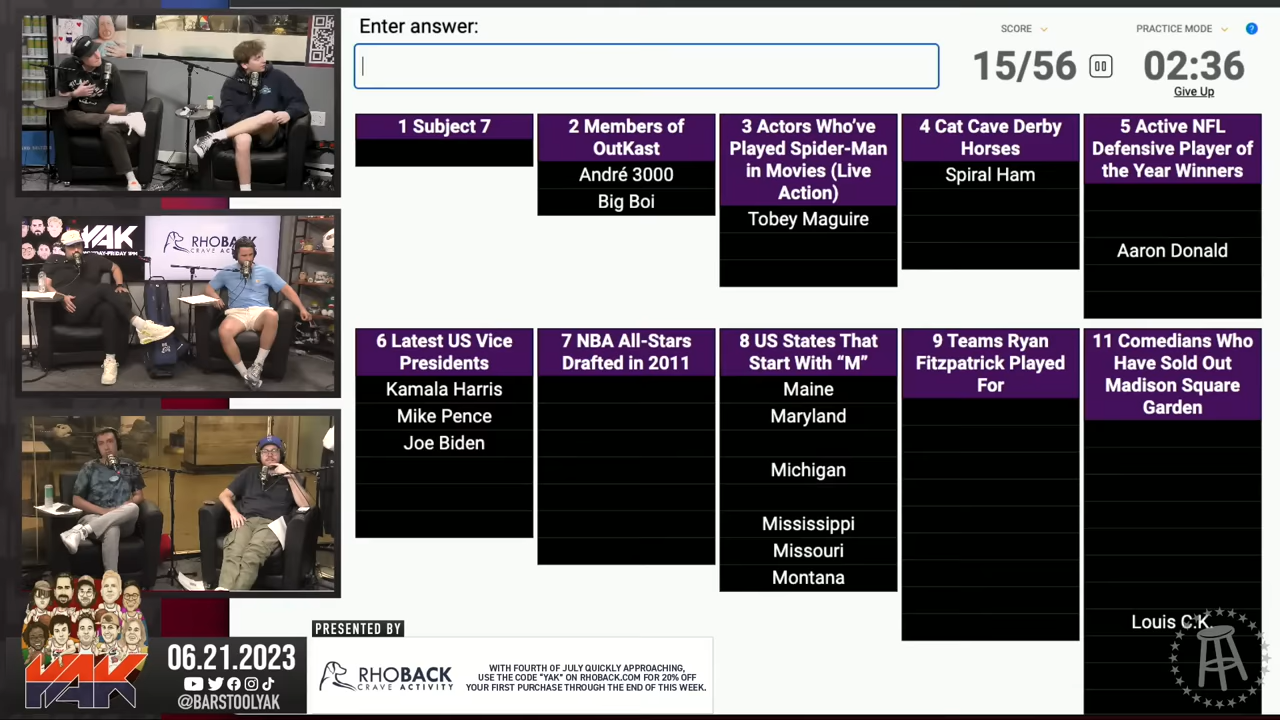 Enter answer:
SCORE
15/56
PRACTICE MODE
?
02:36
Give Up
1 Subject 7
2 Members of
OutKast
André 3000
Big Boi
3 Actors Who've
Played Spider-Man
in Movies (Live
Action)
Tobey Maguire
4 Cat Cave Derby
Horses
Spiral Ham
5 Active NFL
Defensive Player of
the Year Winners
Aaron Donald
6 Latest US Vice
Presidents
Kamala Harris
Mike Pence
Joe Biden
7 NBA All-Stars
Drafted in 2011
8 US States That
Start With “M”
Maine
Maryland
Michigan
Mississippi
Missouri
Montana
9 Teams Ryan
Fitzpatrick Played
For
11 Comedians Who
Have Sold Out
Madison Square
Garden
Louis C.K.
YAK
RHOBACK
YAK
06.21.2023
@BARSTOOLYAK
PRESENTED BY
RHOBACK
CRAVE ACTIVITY
WITH FOURTH OF JULY QUICKLY APPROACHING,
USE THE CODE "YAK" ON RHOBACK.COM FOR 20% OFF
YOUR FIRST PURCHASE THROUGH THE END OF THIS WEEK.